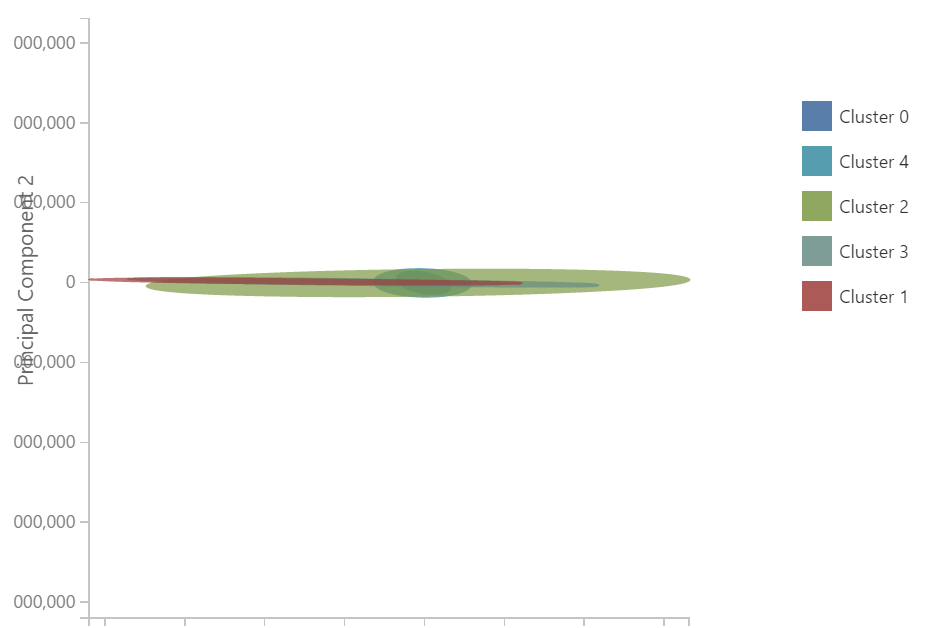 000,000
000,000
000,000
0
000,000
000,000
000,000
000,000
Principal Component 2
Cluster 0
Cluster 4
Cluster 2
Cluster 3
Cluster 1